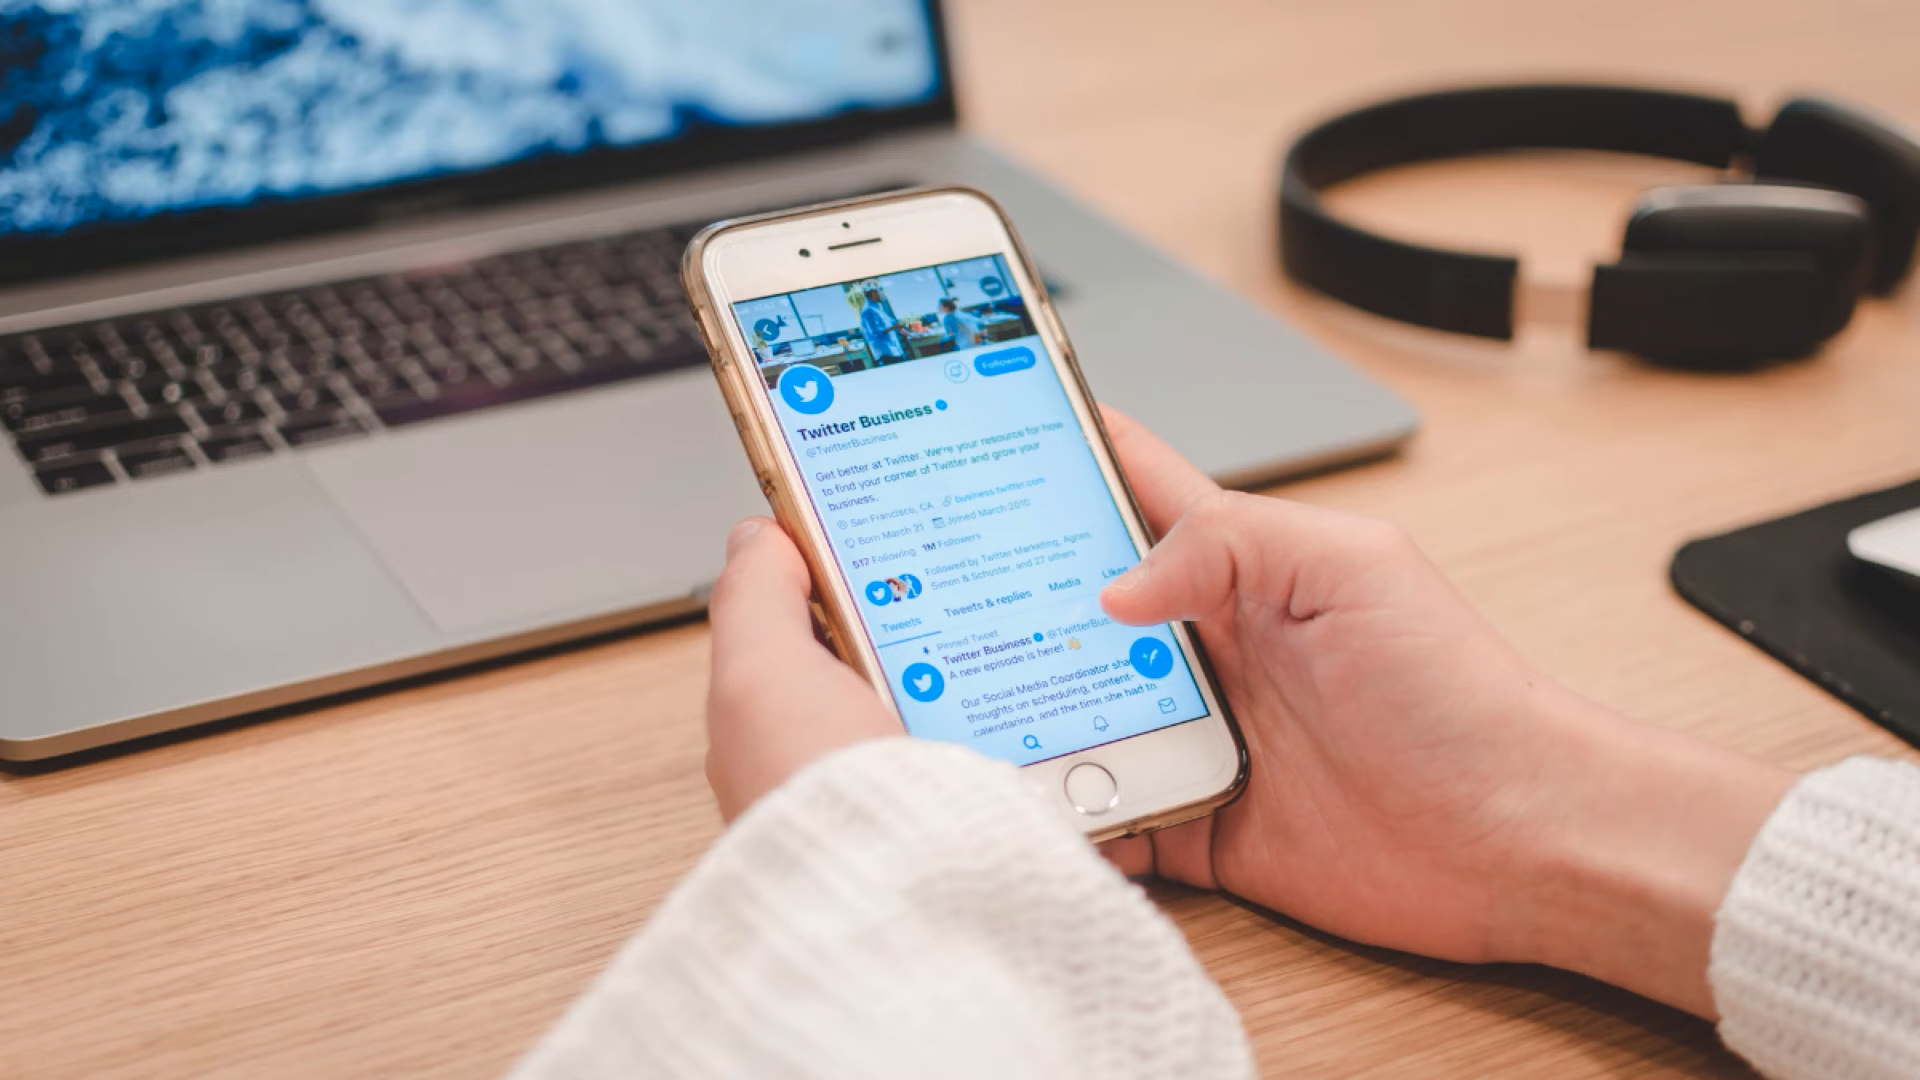 Following
Twitter Business
@TwitterBusiness
Get better at Twitter. We're your resource for how
to find your corner of Twitter and grow your
business.
San Francisco, CA business.twitter.com
Born March 21 Joined March 2010
517 Following 1M Followers
Followed by Twitter Marketing, Agnes,
Simon & Schuster, and 27 others
Tweets Tweets & replies Media Likes
Pinned Tweet
Twitter Business @TwitterBus...
A new episode is here! 👋
Our Social Media Coordinator sha
thoughts on scheduling, content-
calendaring, and the time she had to